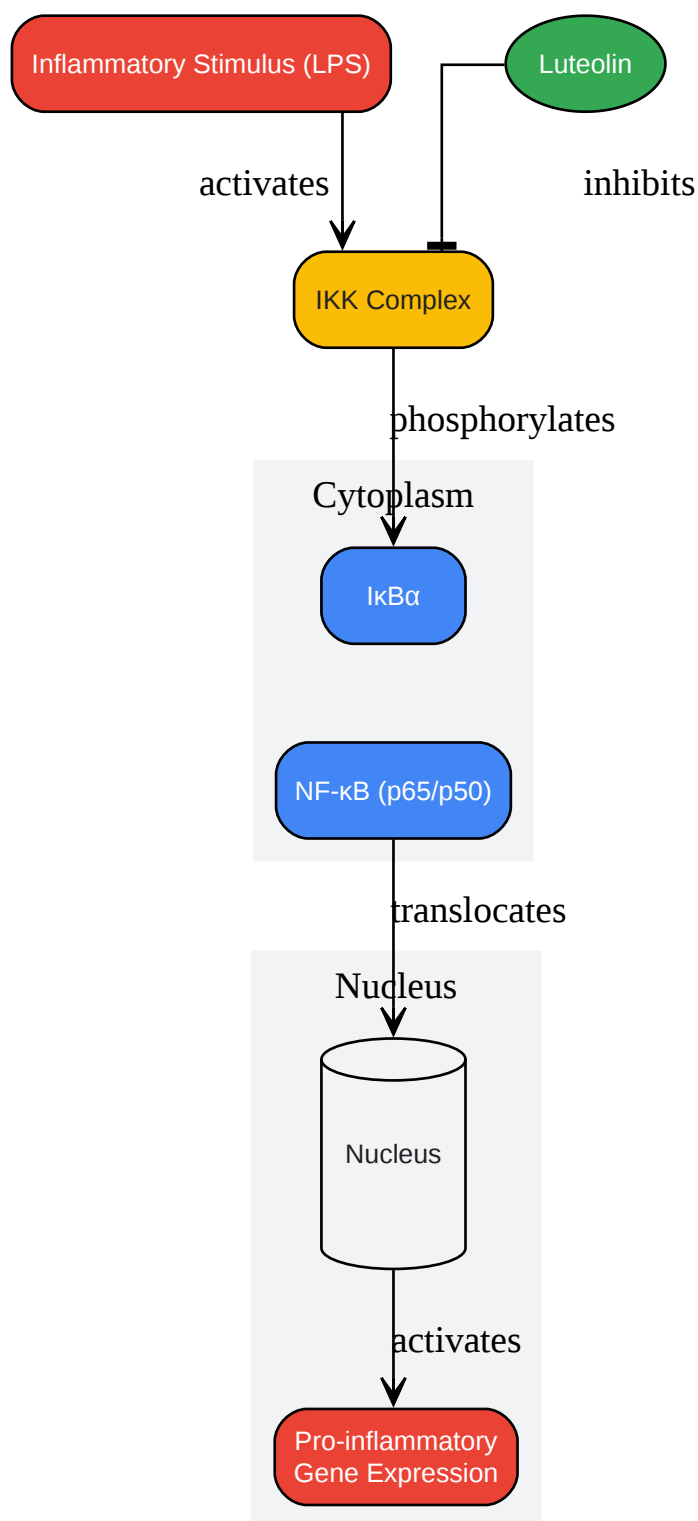 Inflammatory Stimulus (LPS)
Luteolin
activates
inhibits
IKK Complex
phosphorylates
Cytoplasm
IκBα
NF-κB (p65/p50)
translocates
Nucleus
Nucleus
activates
Pro-inflammatory
Gene Expression